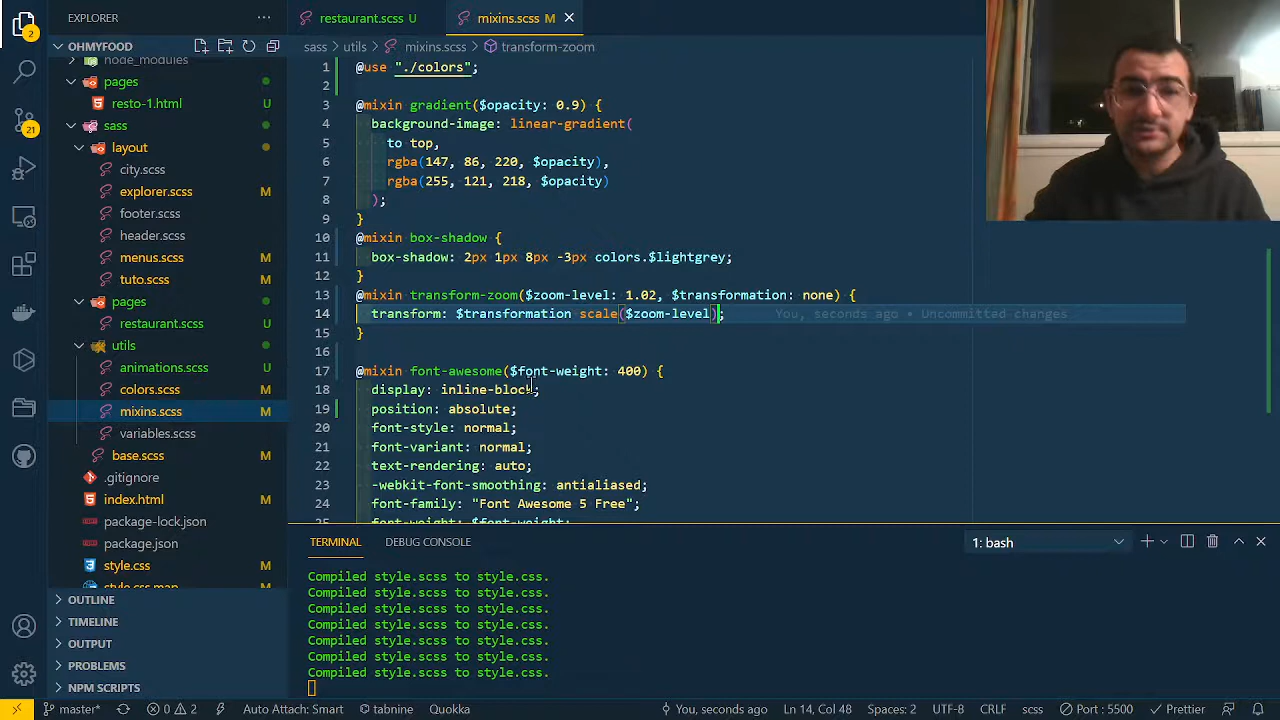 EXPLORER
restaurant.scss U
mixins.scss M
OHMYFOOD
sass
utils
mixins.scss
transform-zoom
2
21
node_modules
pages
resto-1.html U
sass
layout
city.scss
explorer.scss M
footer.scss
header.scss
menus.scss M
tuto.scss M
pages
restaurant.scss U
utils
animations.scss U
colors.scss M
mixins.scss M
variables.scss
base.scss M
.gitignore
index.html M
package-lock.json
package.json
style.css M
style.css.map M
OUTLINE
TIMELINE
OUTPUT
PROBLEMS
NPM SCRIPTS
1 @use "./colors";
2
3 @mixin gradient($opacity: 0.9) {
4 background-image: linear-gradient(
5 to top,
6 rgba(147, 86, 220, $opacity),
7 rgba(255, 121, 218, $opacity)
8 );
9 }
10 @mixin box-shadow {
11 box-shadow: 2px 1px 8px -3px colors.$lightgrey;
12 }
13 @mixin transform-zoom($zoom-level: 1.02, $transformation: none) {
14 transform: $transformation scale($zoom-level); You, seconds ago • Uncommitted changes
15 }
16
17 @mixin font-awesome($font-weight: 400) {
18 display: inline-block;
19 position: absolute;
20 font-style: normal;
21 font-variant: normal;
22 text-rendering: auto;
23 -webkit-font-smoothing: antialiased;
24 font-family: "Font Awesome 5 Free";
25 font-weight: $font-weight;
TERMINAL
DEBUG CONSOLE
1: bash
Compiled style.scss to style.css.
Compiled style.scss to style.css.
Compiled style.scss to style.css.
Compiled style.scss to style.css.
Compiled style.scss to style.css.
Compiled style.scss to style.css.
Compiled style.scss to style.css.
master*
0
2
Auto Attach: Smart
tabnine
Quokka
You, seconds ago
Ln 14, Col 48
Spaces: 2
UTF-8
CRLF
scss
Port : 5500
Prettier